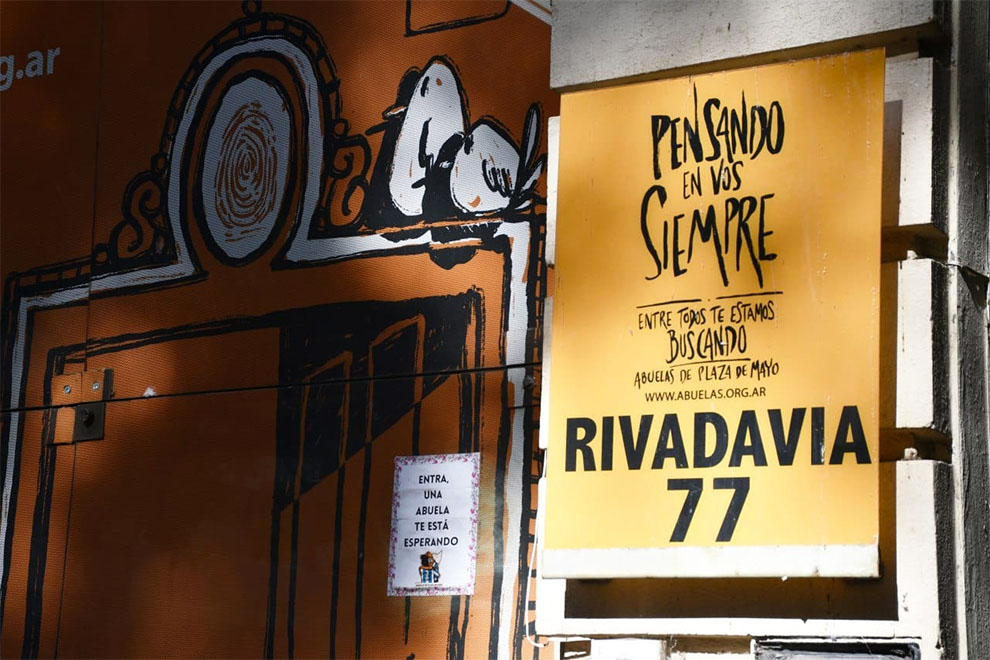 g.ar
PENSANDO
EN VOS
SIEMPRE
ENTRE TODOS TE ESTAMOS
BUSCANDO
ABUELAS DE PLAZA DE MAYO
WWW.ABUELAS.ORG.AR
RIVADAVIA
77
ENTRA,
UNA
ABUELA
TE ESTÁ
ESPERANDO